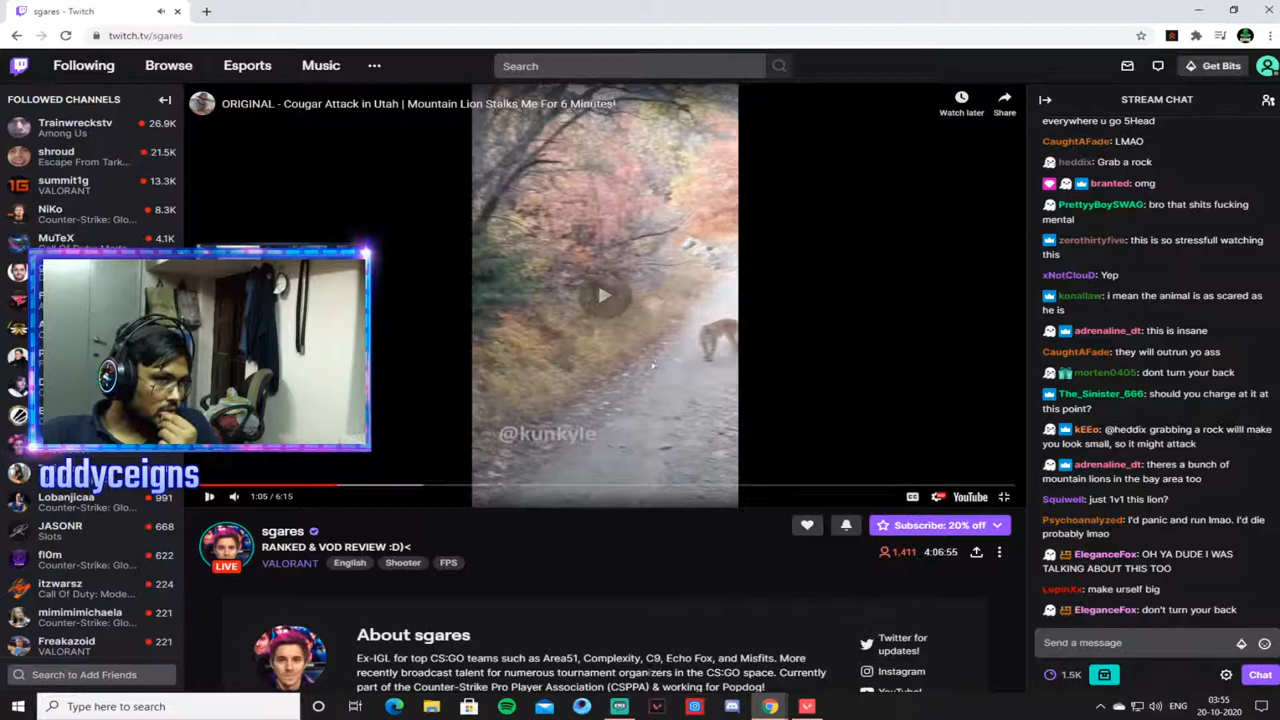 sgares - Twitch
twitch.tv/sgares
Following
Browse
Esports
Music
Search
Get Bits
FOLLOWED CHANNELS
Trainwreckstv
26.9K
Among Us
shroud
21.5K
Escape From Tark...
summit1g
13.3K
VALORANT
NiKo
8.3K
Counter-Strike: Glo...
MuTeX
4.1K
addyceigns
Lobanjicaa
991
Counter-Strike: Glo...
JASONR
668
Slots
fl0m
622
Counter-Strike: Glo...
itzwarsz
224
Call Of Duty: Mode...
mimimimichaela
221
Counter-Strike: Glo...
Freakazoid
221
VALORANT
Search to Add Friends
ORIGINAL - Cougar Attack in Utah | Mountain Lion Stalks Me For 6 Minutes!
Watch later
Share
@kunkyle
1:05 / 6:15
YouTube
sgares
RANKED & VOD REVIEW :D)<
VALORANT
English
Shooter
FPS
LIVE
Subscribe: 20% off
1,411
4:06:55
About sgares
Ex-IGL for top CS:GO teams such as Area51, Complexity, C9, Echo Fox, and Misfits. More
recently broadcast talent for numerous tournament organizers in the CS:GO space. Currently
part of the Counter-Strike Pro Player Association (CSPPA) & working for Popdog!
Twitter for
updates!
Instagram
STREAM CHAT
everywhere u go 5Head
CaughtAFade: LMAO
heddix: Grab a rock
branted: omg
PrettyyBoySWAG: bro that shits fucking
mental
zerothirtyfive: this is so stressfull watching
this
xNotClouD: Yep
konallaw: i mean the animal is as scared as
he is
adrenaline_dt: this is insane
CaughtAFade: they will outrun yo ass
morten0405: dont turn your back
The_Sinister_666: should you charge at it at
this point?
kEEo: @heddix grabbing a rock will make
you look small, so it might attack
adrenaline_dt: theres a bunch of
mountain lions in the bay area too
Squiwell: just 1v1 this lion?
Psychoanalyzed: I'd panic and run lmao. I'd die
probably lmao
EleganceFox: OH YA DUDE I WAS
TALKING ABOUT THIS TOO
LupinXx: make urself big
EleganceFox: don't turn your back
Send a message
1.5K
Chat
Type here to search
03:55
20-10-2020